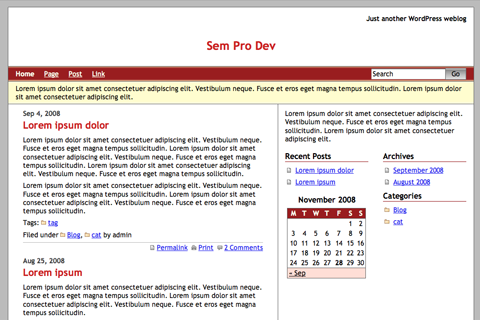 Just another WordPress weblog
Sem Pro Dev
Home Page Post Link Search Go
Lorem ipsum dolor sit amet consectetuer adipiscing elit. Vestibulum neque. Fusce et eros eget magna tempus sollicitudin. Lorem ipsum dolor
sit amet consectetuer adipiscing elit. Vestibulum neque. Fusce et eros eget magna tempus sollicitudin.
Sep 4, 2008
Lorem ipsum dolor
Lorem ipsum dolor sit amet consectetuer adipiscing elit. Vestibulum neque.
Fusce et eros eget magna tempus sollicitudin. Lorem ipsum dolor sit amet
consectetuer adipiscing elit. Vestibulum neque. Fusce et eros eget magna
tempus sollicitudin. Lorem ipsum dolor sit amet consectetuer adipiscing elit.
Vestibulum neque. Fusce et eros eget magna tempus sollicitudin.
Lorem ipsum dolor sit amet consectetuer adipiscing elit. Vestibulum neque.
Fusce et eros eget magna tempus sollicitudin. Lorem ipsum dolor sit amet
consectetuer adipiscing elit. Vestibulum neque. Fusce et eros eget magna
tempus sollicitudin.
Tags: tag
Filed under Blog, cat by admin
Permalink Print 2 Comments
Aug 25, 2008
Lorem ipsum
Lorem ipsum dolor sit amet consectetuer adipiscing elit. Vestibulum neque.
Fusce et eros eget magna tempus sollicitudin. Lorem ipsum dolor sit amet
consectetuer adipiscing elit. Vestibulum neque. Fusce et eros eget magna
tempus sollicitudin.
Lorem ipsum dolor sit amet consectetuer
adipiscing elit. Vestibulum neque. Fusce et eros
eget magna tempus sollicitudin. Lorem ipsum
dolor sit amet consectetuer adipiscing elit.
Recent Posts
Lorem ipsum dolor
Lorem ipsum
November 2008
M T W T F S S
1 2
3 4 5 6 7 8 9
10 11 12 13 14 15 16
17 18 19 20 21 22 23
24 25 26 27 28 29 30
« Sep
Archives
September 2008
August 2008
Categories
Blog
cat